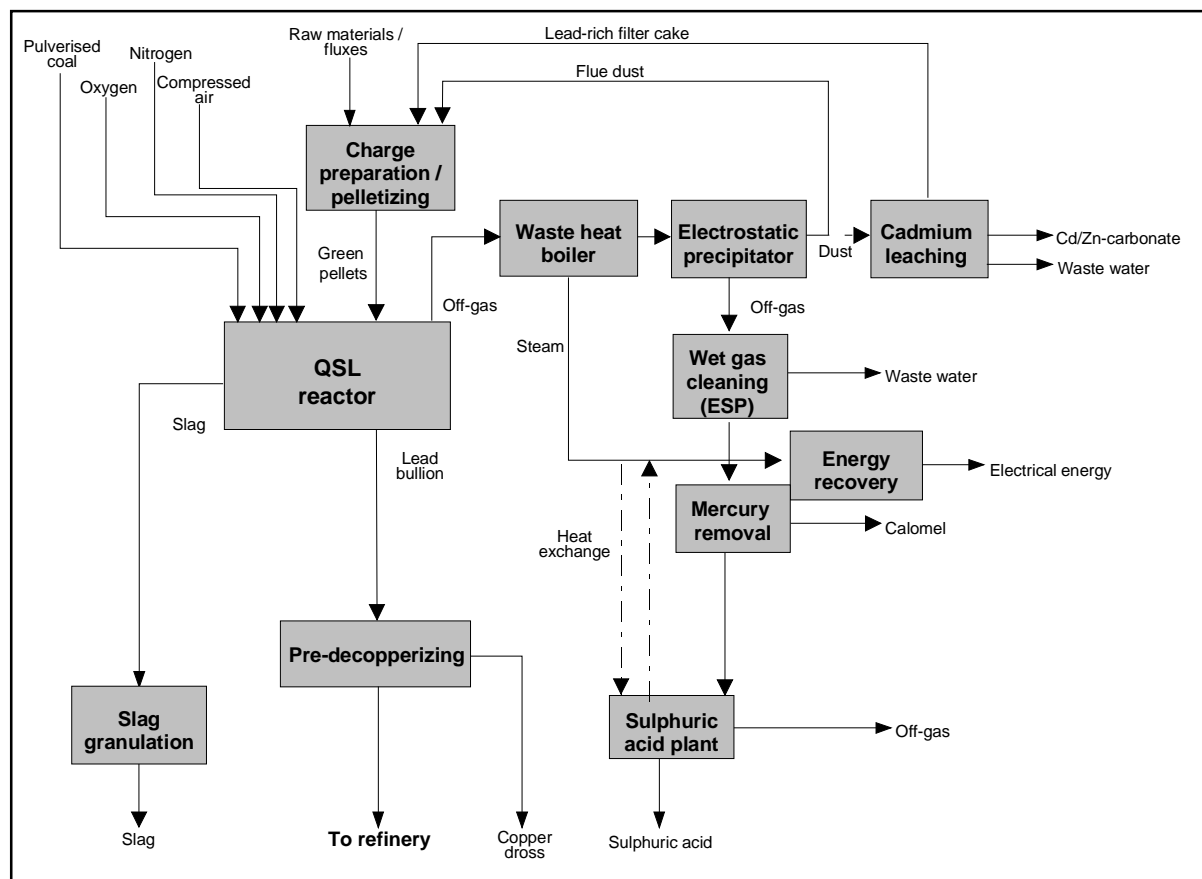 Pulverised
coal
Nitrogen
Oxygen
Compressed
air
Raw materials /
fluxes
Lead-rich filter cake
Flue dust
Charge
preparation /
pelletizing
Waste heat
boiler
Electrostatic
precipitator
Dust
Cadmium
leaching
Cd/Zn-carbonate
Waste water
Green
pellets
Off-gas
Off-gas
Steam
QSL
reactor
Wet gas
cleaning
(ESP)
Waste water
Slag
Lead
bullion
Energy
recovery
Electrical energy
Mercury
removal
Calomel
Heat
exchange
Pre-decopperizing
Slag
granulation
Sulphuric
acid plant
Off-gas
Slag
To refinery
Copper
dross
Sulphuric acid